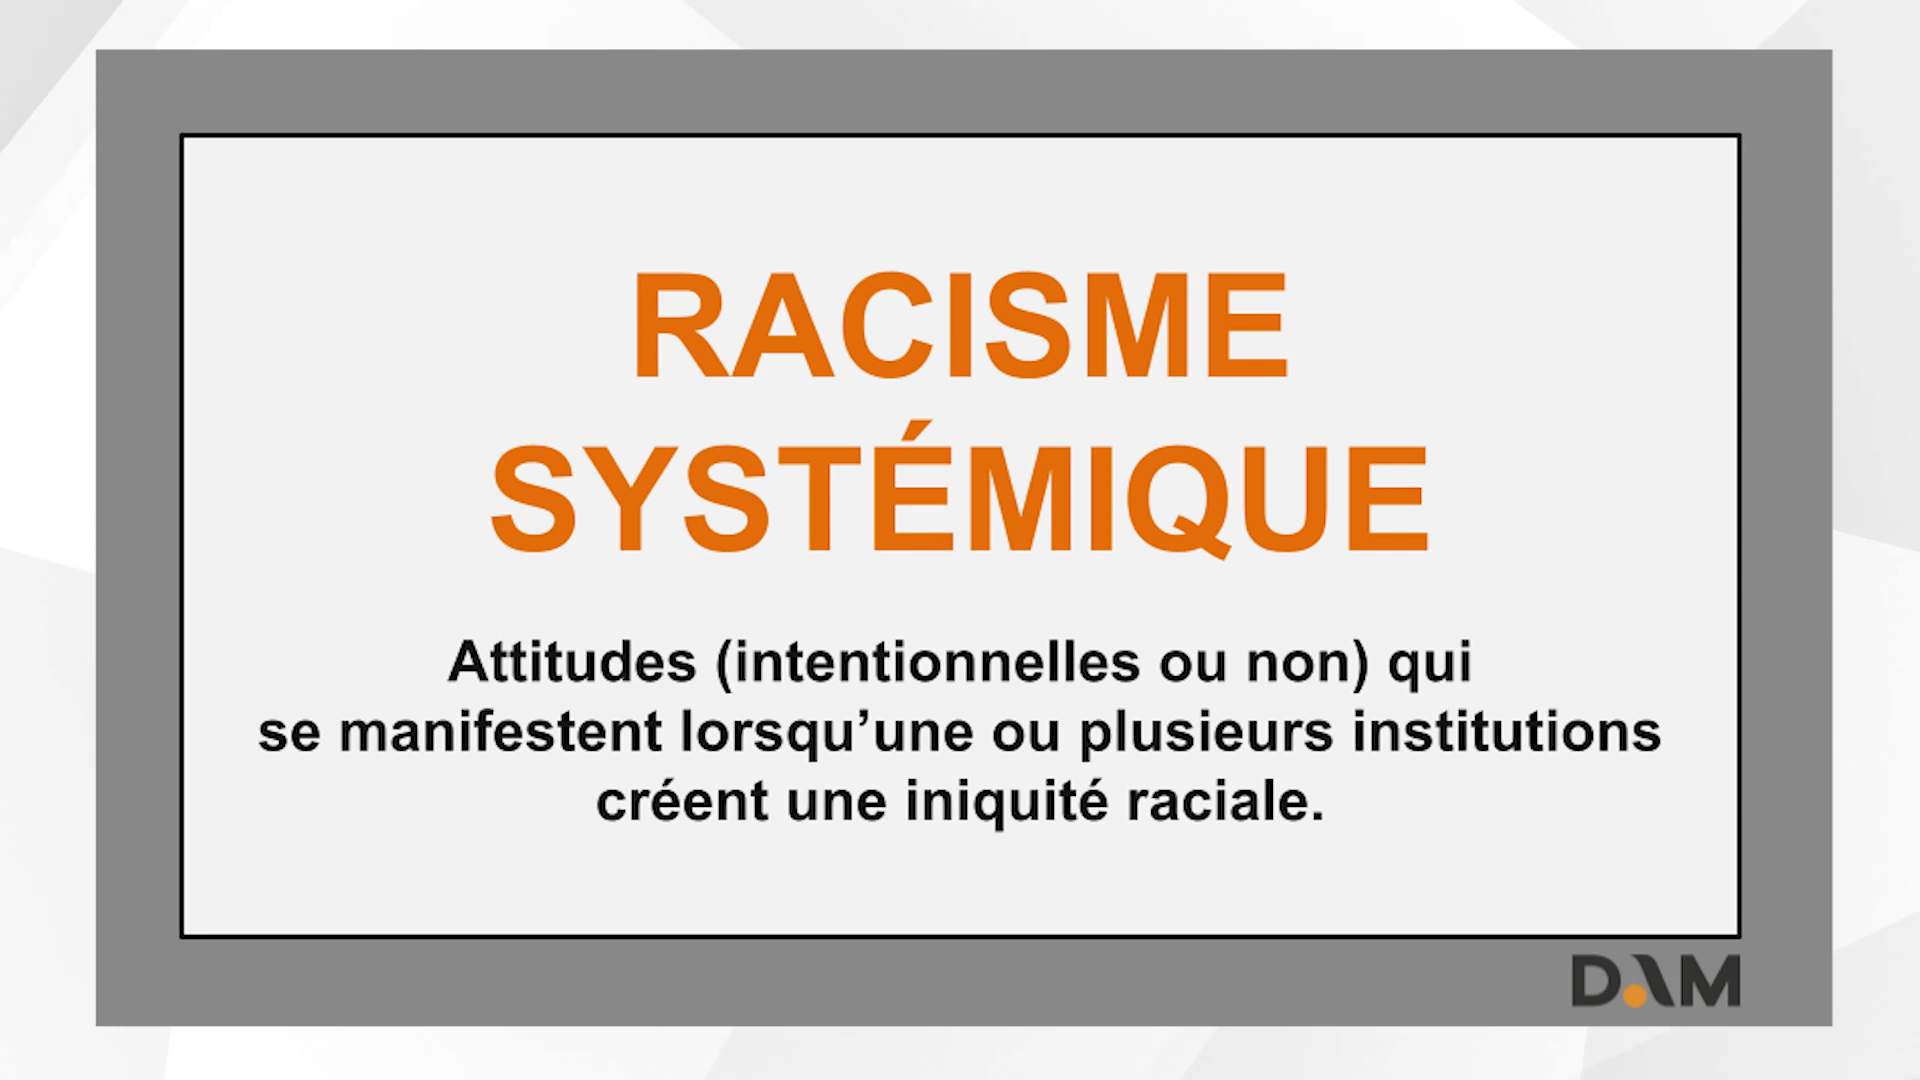 RACISME
SYSTÉMIQUE
Attitudes (intentionnelles ou non) qui
se manifestent lorsqu’une ou plusieurs institutions
créent une iniquité raciale.
DAM